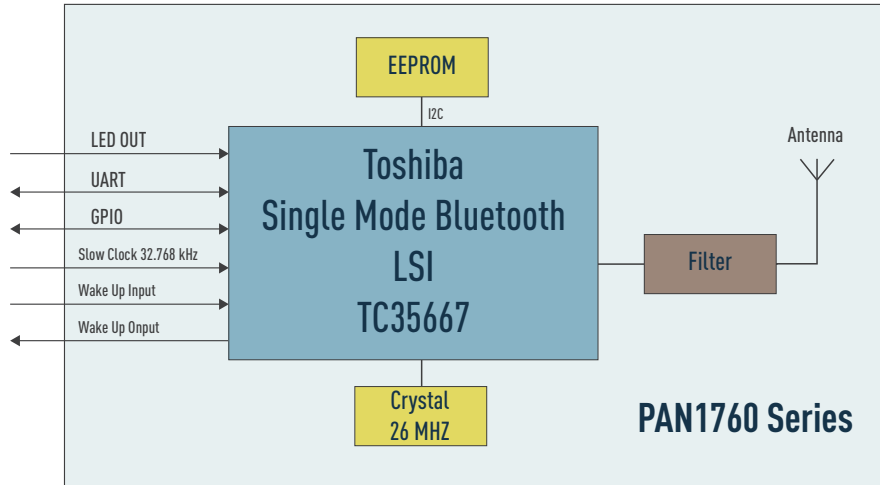 EEPROM
I2C
LED OUT
UART
GPIO
Slow Clock 32.768 kHz
Wake Up Input
Wake Up Onput
Toshiba
Single Mode Bluetooth
LSI
TC35667
Filter
Antenna
Crystal
26 MHZ
PAN1760 Series